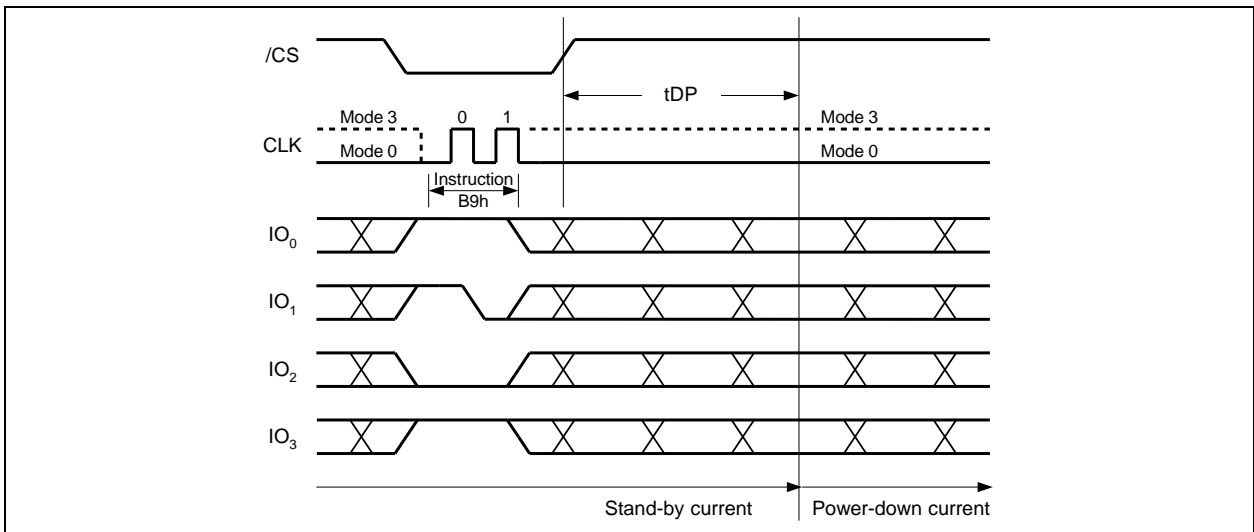 /CS
tDP
Mode 3 0 1 Mode 3
CLK
Mode 0 Mode 0
Instruction
B9h
IO0
IO1
IO2
IO3
Stand-by current Power-down current